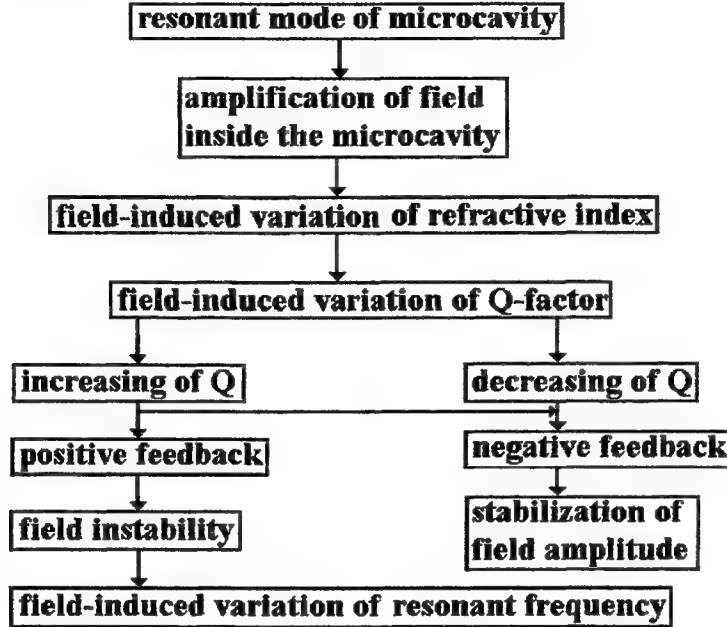 resonant mode of microcavity
amplification of field
inside the microcavity
field-induced variation of refractive index
field-induced variation of Q-factor
increasing of Q
decreasing of Q
positive feedback
negative feedback
field instability
stabilization of
field amplitude
field-induced variation of resonant frequency